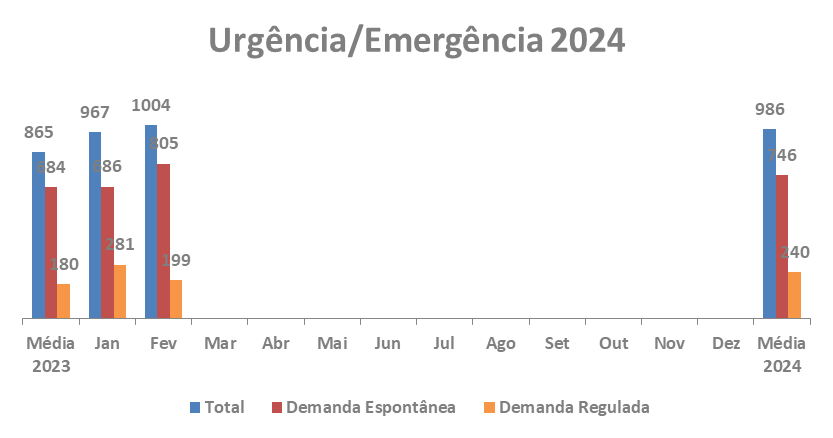 Urgência/Emergência 2024
865
684
180
967
686
281
1004
805
199
986
746
240
Média 2023
Jan
Fev
Mar
Abr
Mai
Jun
Jul
Ago
Set
Out
Nov
Dez
Média 2024
Total
Demanda Espontânea
Demanda Regulada